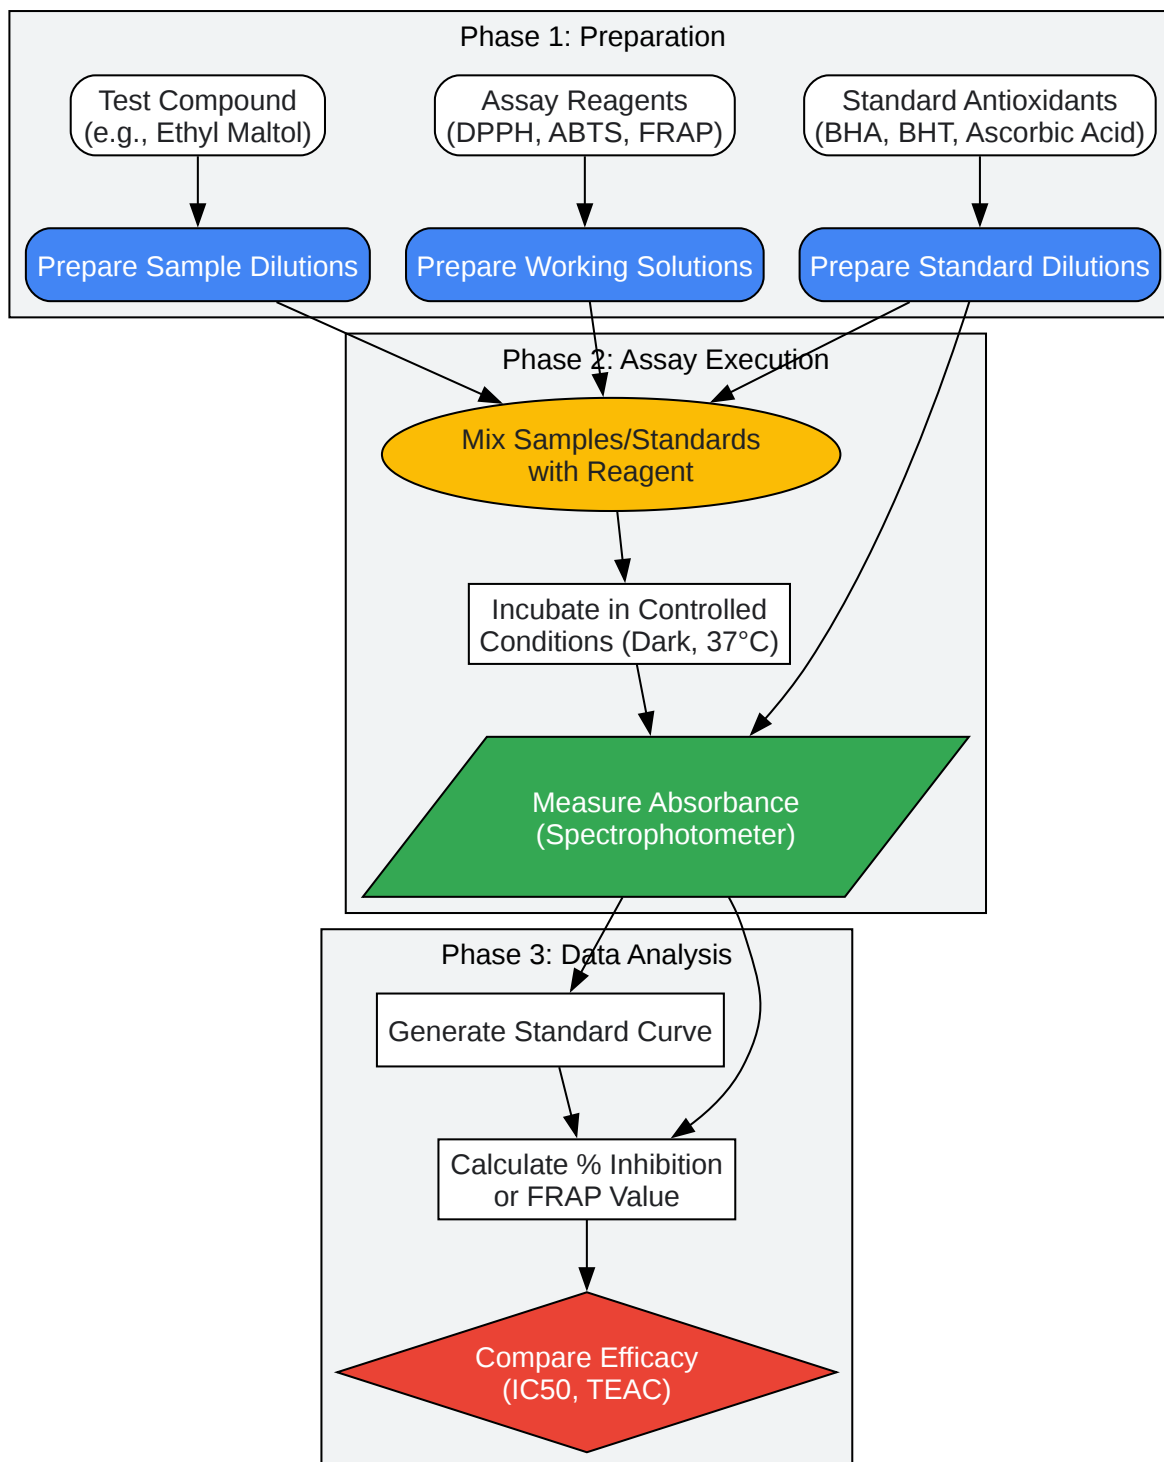 Phase 1: Preparation
Test Compound
(e.g., Ethyl Maltol)
Assay Reagents
(DPPH, ABTS, FRAP)
Standard Antioxidants
(BHA, BHT, Ascorbic Acid)
Prepare Sample Dilutions
Prepare Working Solutions
Prepare Standard Dilutions
Phase 2: Assay Execution
Mix Samples/Standards
with Reagent
Incubate in Controlled
Conditions (Dark, 37°C)
Measure Absorbance
(Spectrophotometer)
Phase 3: Data Analysis
Generate Standard Curve
Calculate % Inhibition
or FRAP Value
Compare Efficacy
(IC50, TEAC)